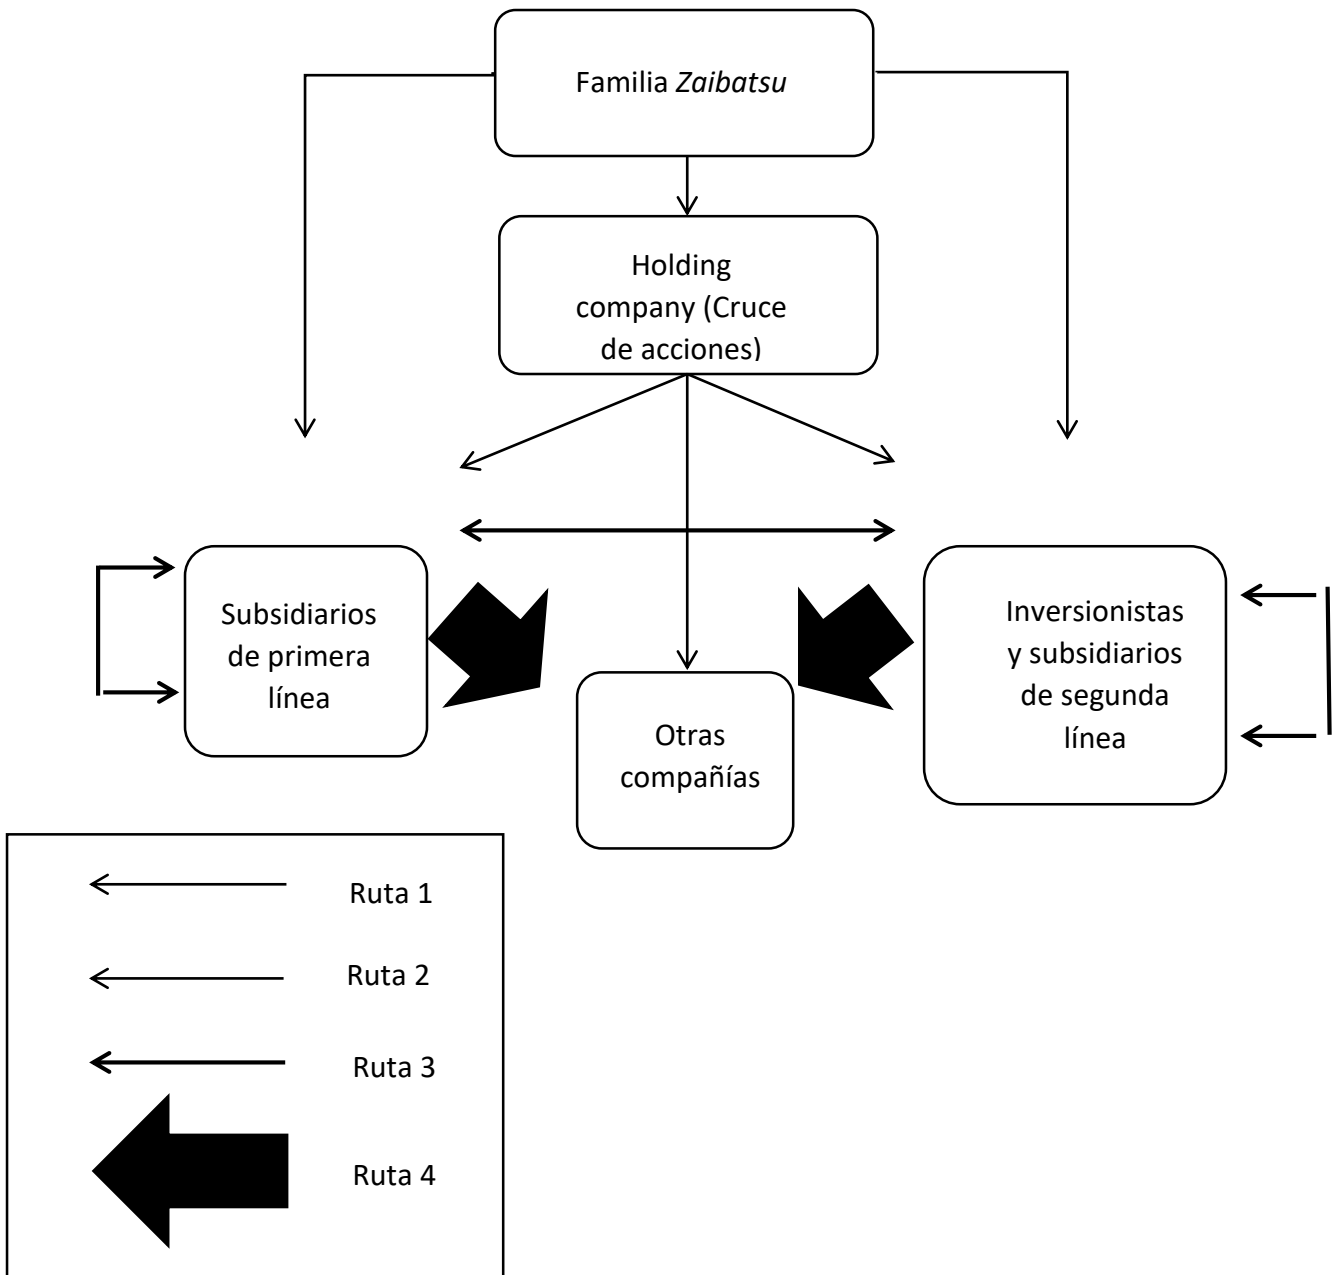 Familia Zaibatsu
Holding
company (Cruce
de acciones)
Subsidiarios
de primera
línea
Inversionistas
y subsidiarios
de segunda
línea
Otras
compañías
Ruta 1
Ruta 2
Ruta 3
Ruta 4